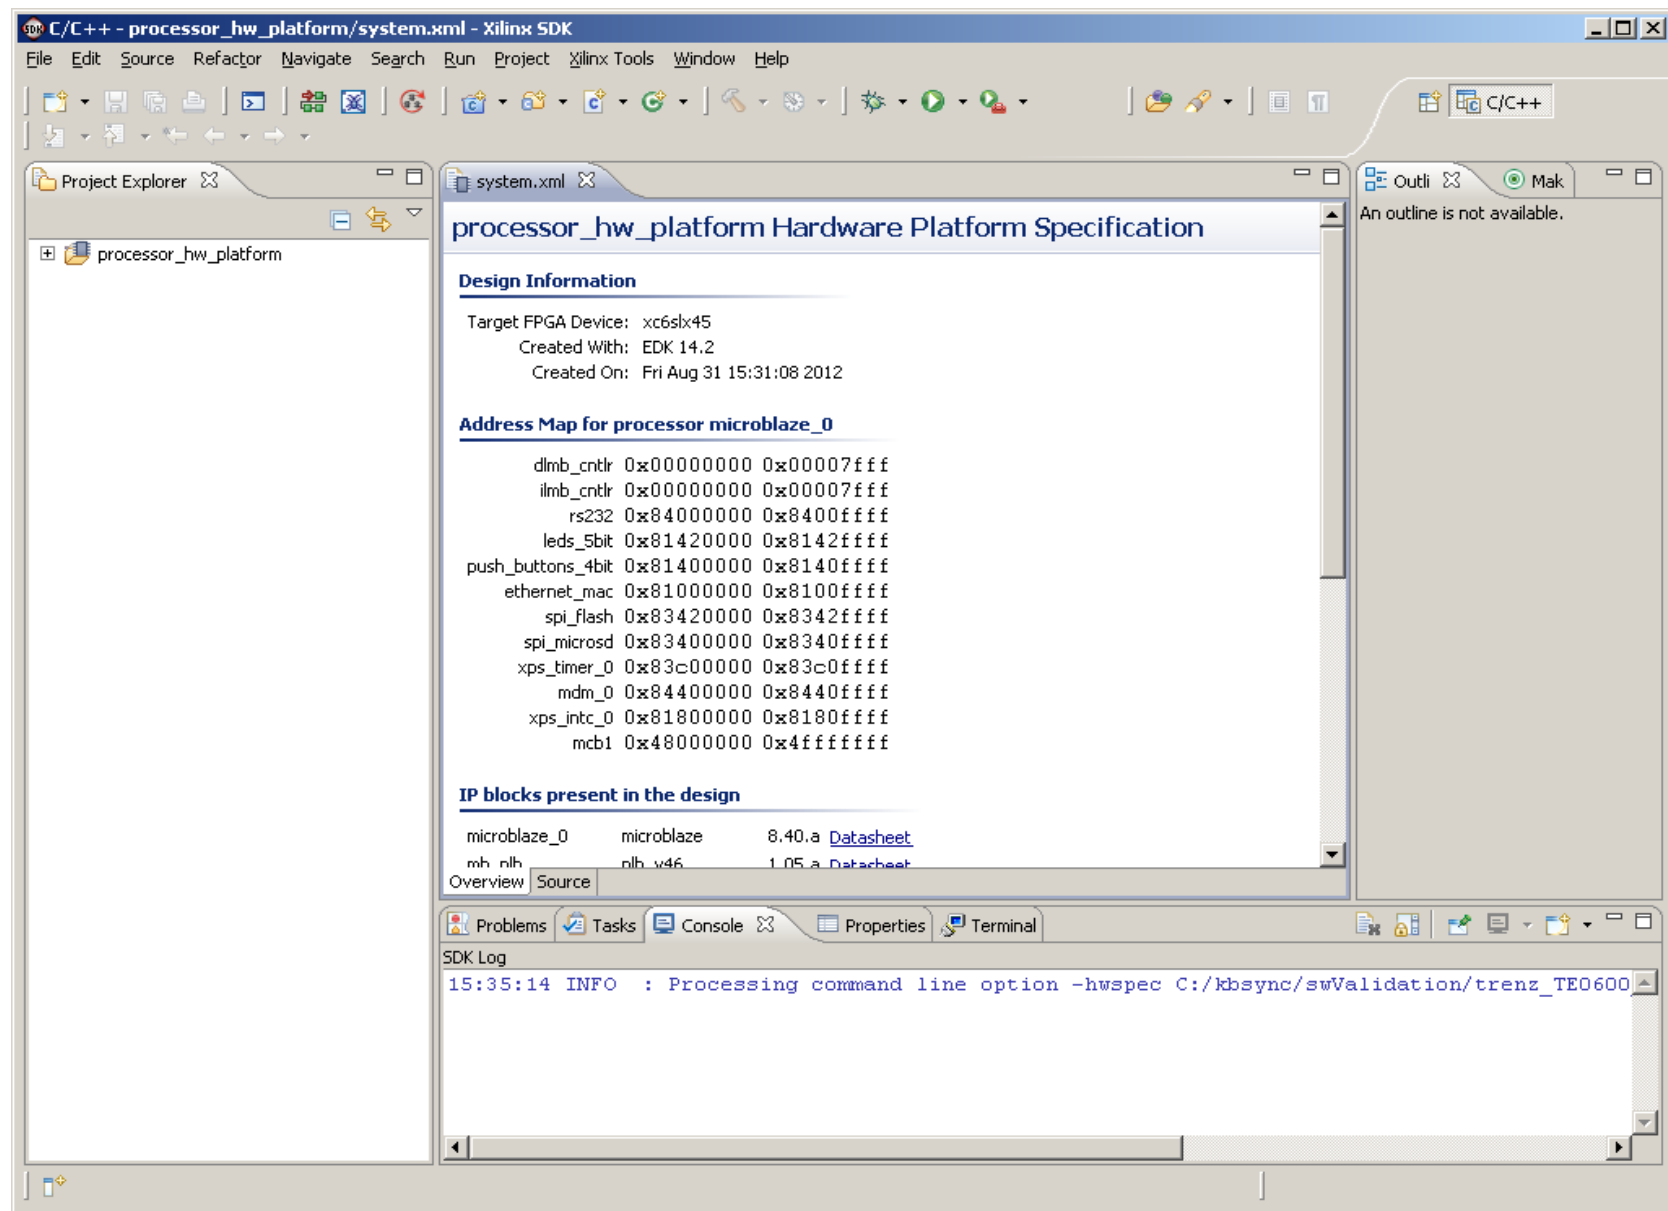 C/C++ - processor_hw_platform/system.xml - Xilinx SDK
File Edit Source Refactor Navigate Search Run Project Xilinx Tools Window Help
C/C++
Project Explorer
system.xml
Outli
Mak
processor_hw_platform
processor_hw_platform Hardware Platform Specification
An outline is not available.
Design Information
Target FPGA Device: xc6slx45
Created With: EDK 14.2
Created On: Fri Aug 31 15:31:08 2012
Address Map for processor microblaze_0
dlmb_cntlr 0x00000000 0x00007fff
ilmb_cntlr 0x00000000 0x00007fff
rs232 0x84000000 0x8400ffff
leds_5bit 0x81420000 0x8142ffff
push_buttons_4bit 0x81400000 0x8140ffff
ethernet_mac 0x81000000 0x8100ffff
spi_flash 0x83420000 0x8342ffff
spi_microsd 0x83400000 0x8340ffff
xps_timer_0 0x83c00000 0x83c0ffff
mdm_0 0x84400000 0x8440ffff
xps_intc_0 0x81800000 0x8180ffff
mcb1 0x48000000 0x4fffffff
IP blocks present in the design
microblaze_0 microblaze 8.40.a Datasheet
mb_plb plb_v46 1.05.a Datasheet
Overview Source
Problems Tasks Console Properties Terminal
SDK Log
15:35:14 INFO : Processing command line option -hwspec C:/kbsync/swValidation/trenz_TE0600